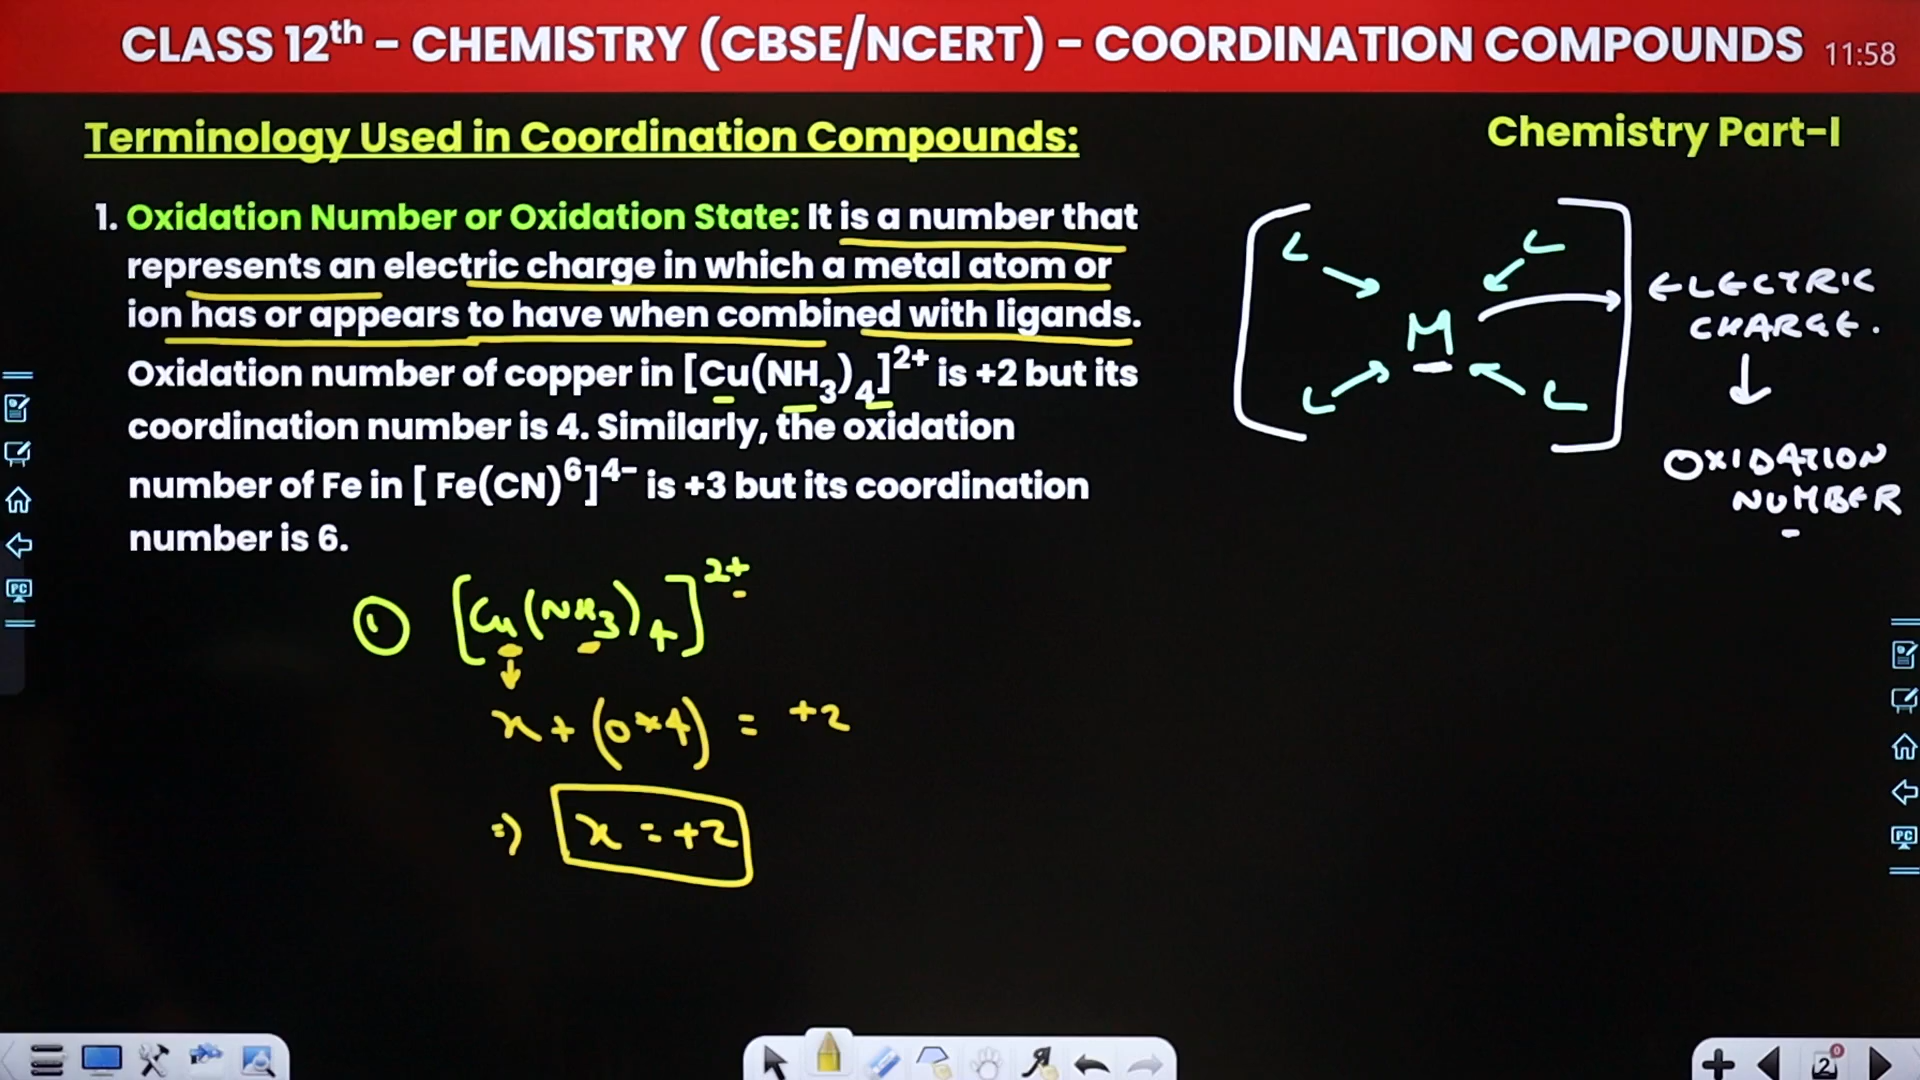 CLASS 12th - CHEMISTRY (CBSE/NCERT) - COORDINATION COMPOUNDS 11:58
Terminology Used in Coordination Compounds:
Chemistry Part-I
1. Oxidation Number or Oxidation State: It is a number that
represents an electric charge in which a metal atom or
ion has or appears to have when combined with ligands.
Oxidation number of copper in [Cu(NH₃)₄]²⁺ is +2 but its
coordination number is 4. Similarly, the oxidation
number of Fe in [ Fe(CN)⁶]⁴⁻ is +3 but its coordination
number is 6.
L L
M
L L
ELECTRIC
CHARGE.
↓
OXIDATION
NUMBER
① [Cu(NH₃)₄]²⁺
↓
x + (0*4) = +2
⇒ x = +2
PC
PC
2
0